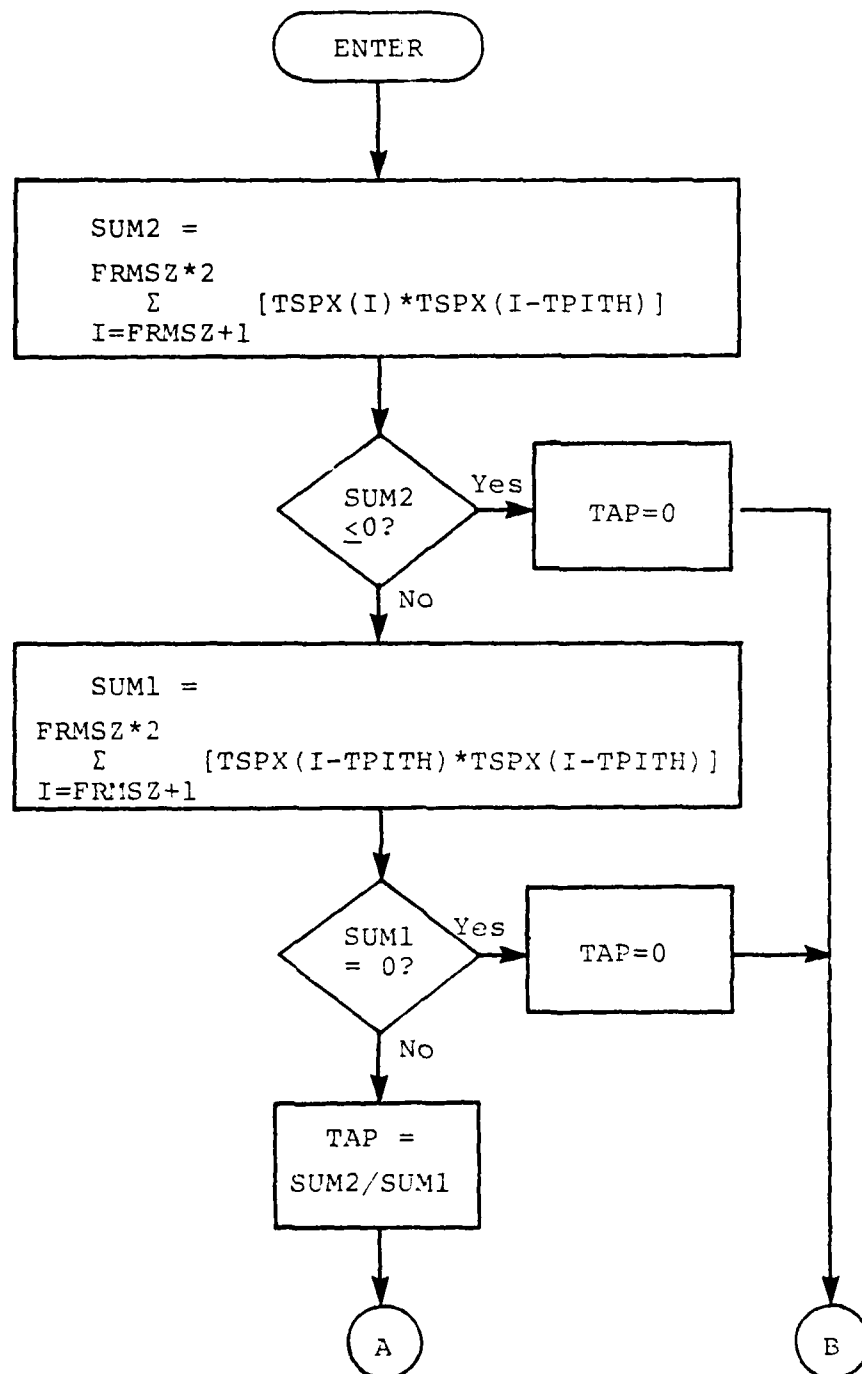 ENTER
SUM2 =
FRMSZ*2
Σ [TSPX(I)*TSPX(I-TPITH)]
I=FRMSZ+1
SUM2
≤0?
Yes
TAP=0
No
SUM1 =
FRMSZ*2
Σ [TSPX(I-TPITH)*TSPX(I-TPITH)]
I=FRMSZ+1
SUM1
= 0?
Yes
TAP=0
No
TAP =
SUM2/SUM1
A
B